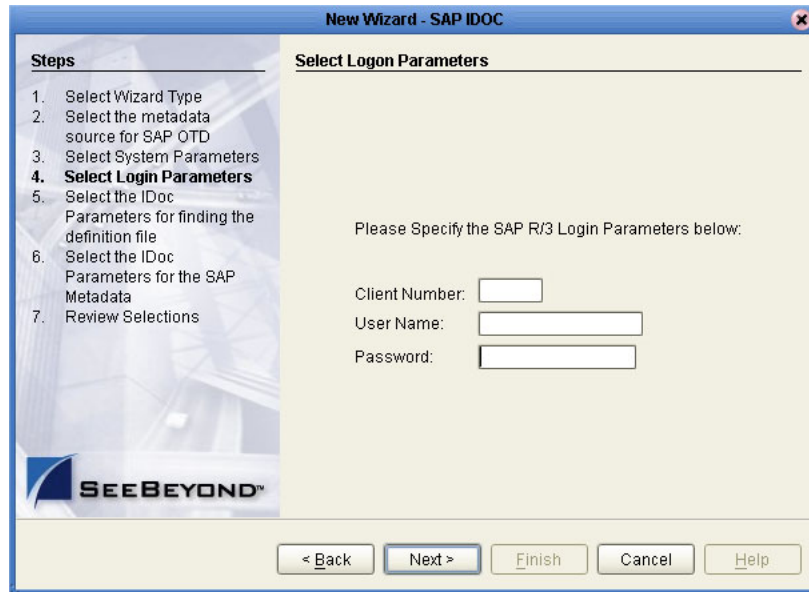 New Wizard - SAP IDOC
Steps
1. Select Wizard Type
2. Select the metadata
source for SAP OTD
3. Select System Parameters
4. Select Login Parameters
5. Select the IDoc
Parameters for finding the
definition file
6. Select the IDoc
Parameters for the SAP
Metadata
7. Review Selections
SEEBEYOND™
Select Logon Parameters
Please Specify the SAP R/3 Login Parameters below:
Client Number:
User Name:
Password:
< Back Next > Finish Cancel Help